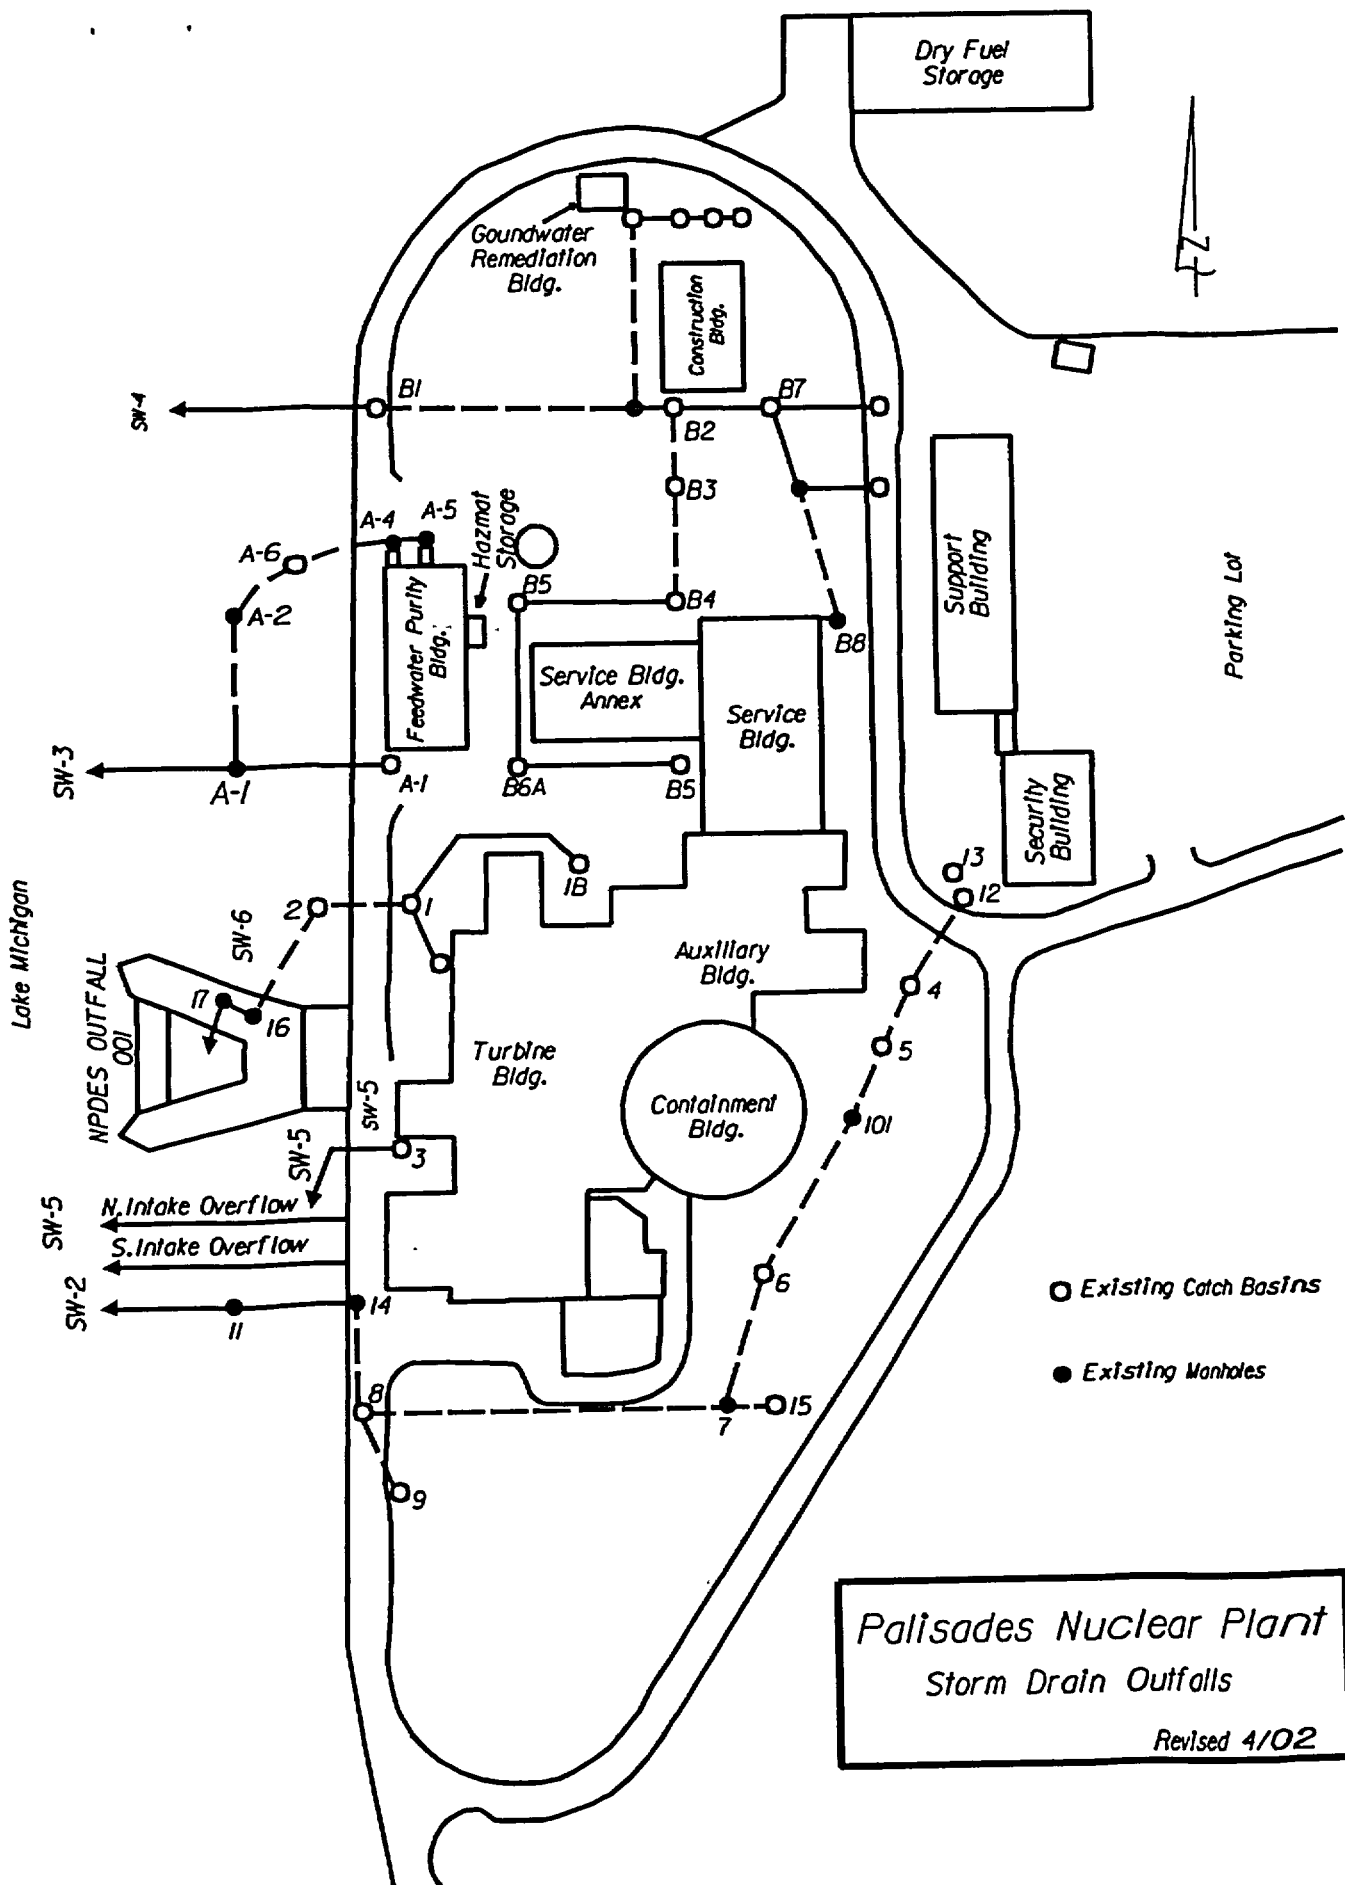 Dry Fuel
Storage
Goundwater
Remediation
Bldg.
Construction
Bldg.
N
SW-4
B1
B2
B7
B3
A-4
A-5
Hazmat
Storage
A-6
A-2
B5
B4
B8
Feedwater Purity
Bldg.
Service Bldg.
Annex
Service
Bldg.
Support
Building
Parking Lot
SW-3
A-1
A-1
B6A
B5
Security
Building
13
12
1B
1
2
SW-6
Lake Michigan
NPDES OUTFALL
001
17
16
Auxiliary
Bldg.
4
5
Turbine
Bldg.
Containment
Bldg.
101
SW-5
SW-5
3
SW-5
N.Intake Overflow
S.Intake Overflow
SW-2
11
14
6
Existing Catch Basins
Existing Manholes
8
7
15
9
Palisades Nuclear Plant
Storm Drain Outfalls
Revised 4/02